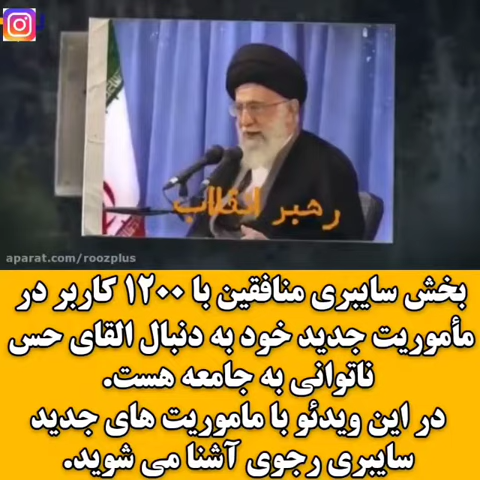 aparat.com/roozplus
رهبر انقلاب
بخش سایبری منافقین با ۱۲۰۰ کاربر در
مأموریت جدید خود به دنبال القای حس
ناتوانی به جامعه هست.
در این ویدئو با ماموریت های جدید
سایبری رجوی آشنا می شوید.